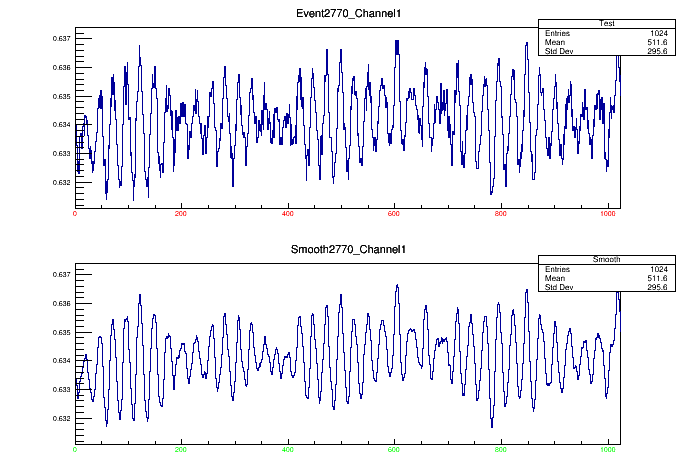 Event2770_Channel1
Test
Entries 1024
Mean 511.6
Std Dev 295.6
0.637
0.636
0.635
0.634
0.633
0.632
0 200 400 600 800 1000
Smooth2770_Channel1
Smooth
Entries 1024
Mean 511.6
Std Dev 295.6
0.637
0.636
0.635
0.634
0.633
0.632
0 200 400 600 800 1000